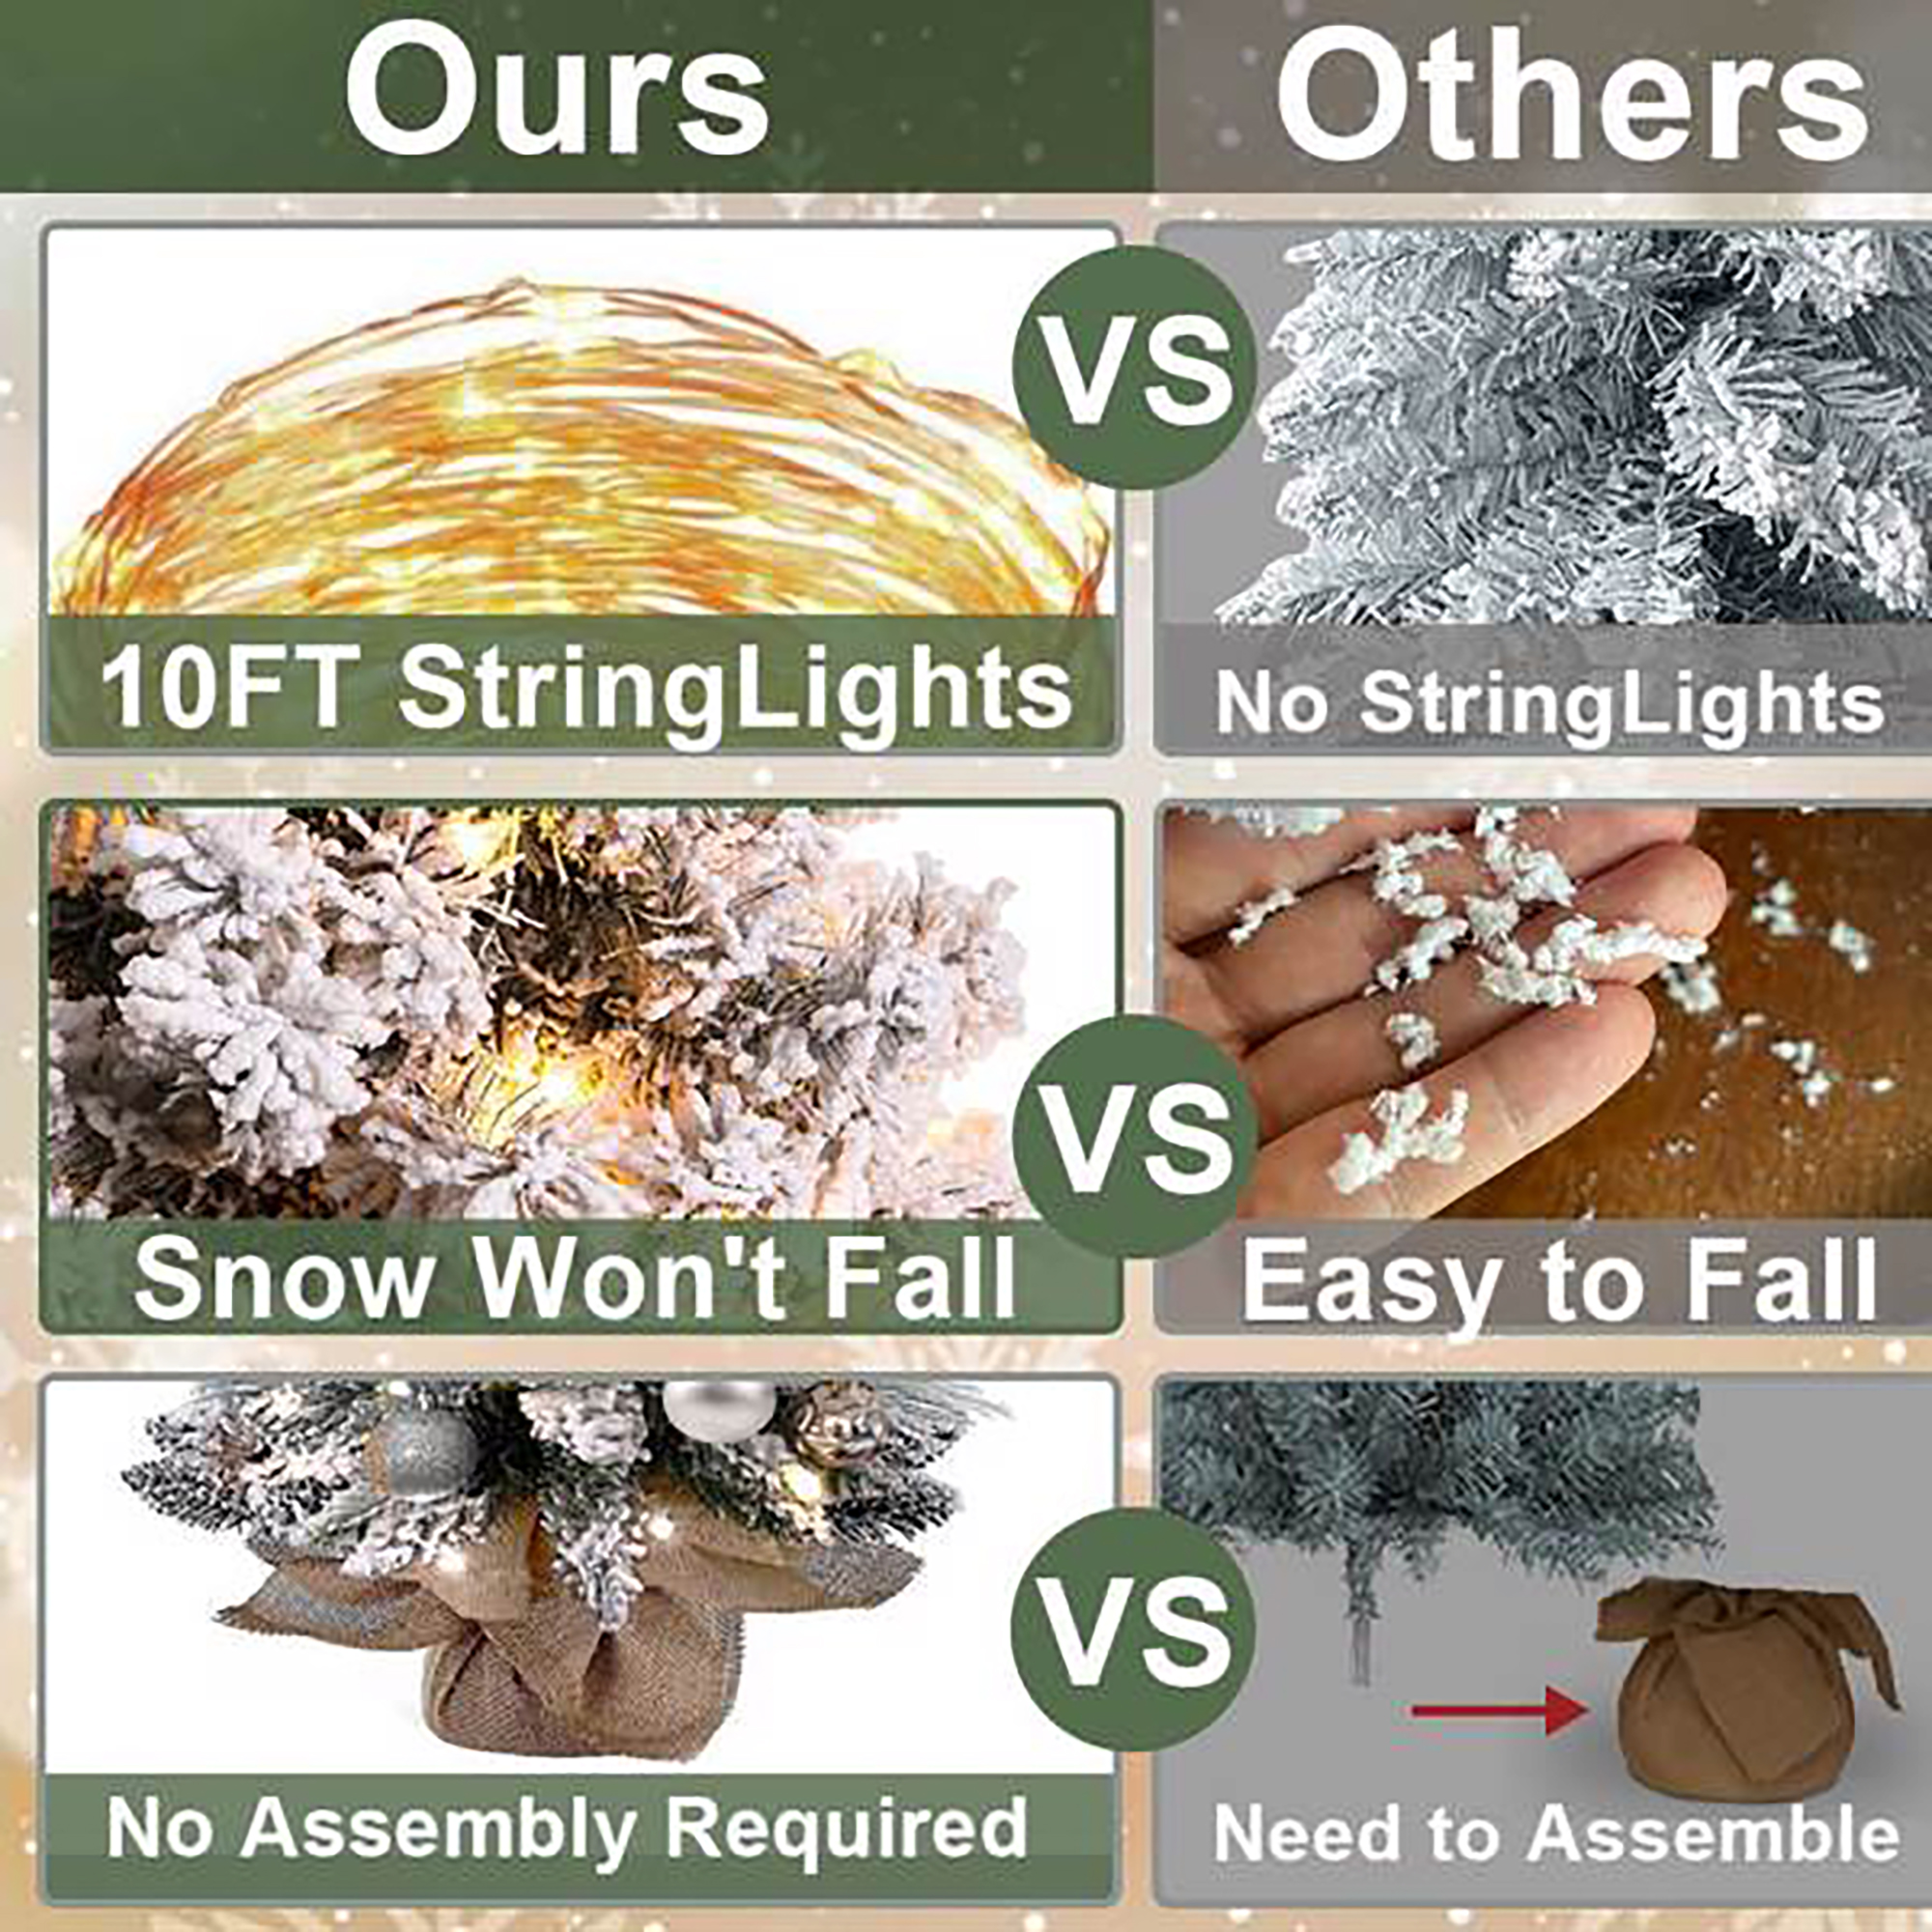 Ours
Others
VS
10FT StringLights
No StringLights
VS
Snow Won't Fall
Easy to Fall
VS
No Assembly Required
Need to Assemble